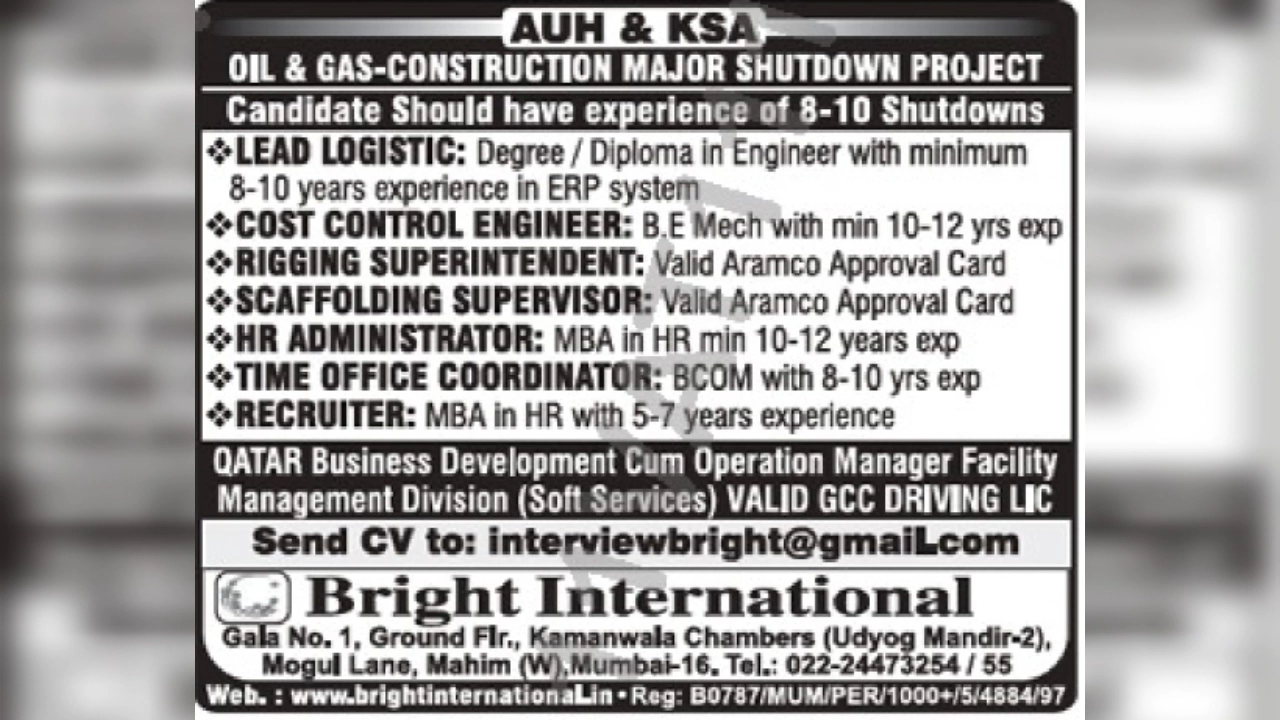 AUH & KSA
OIL & GAS-CONSTRUCTION MAJOR SHUTDOWN PROJECT
Candidate Should have experience of 8-10 Shutdowns
❖LEAD LOGISTIC: Degree / Diploma in Engineer with minimum
8-10 years experience in ERP system
❖COST CONTROL ENGINEER: B.E Mech with min 10-12 yrs exp
❖RIGGING SUPERINTENDENT: Valid Aramco Approval Card
❖SCAFFOLDING SUPERVISOR: Valid Aramco Approval Card
❖HR ADMINISTRATOR: MBA in HR min 10-12 years exp
❖TIME OFFICE COORDINATOR: BCOM with 8-10 yrs exp
❖RECRUITER: MBA in HR with 5-7 years experience
QATAR Business Development Cum Operation Manager Facility
Management Division (Soft Services) VALID GCC DRIVING LIC
Send CV to: interviewbright@gmail.com
Bright International
Gala No. 1, Ground Flr., Kamanwala Chambers (Udyog Mandir-2),
Mogul Lane, Mahim (W),Mumbai-16. Tel.: 022-24473254 / 55
Web. : www.brightinternational.in • Reg: B0787/MUM/PER/1000+/5/4884/97